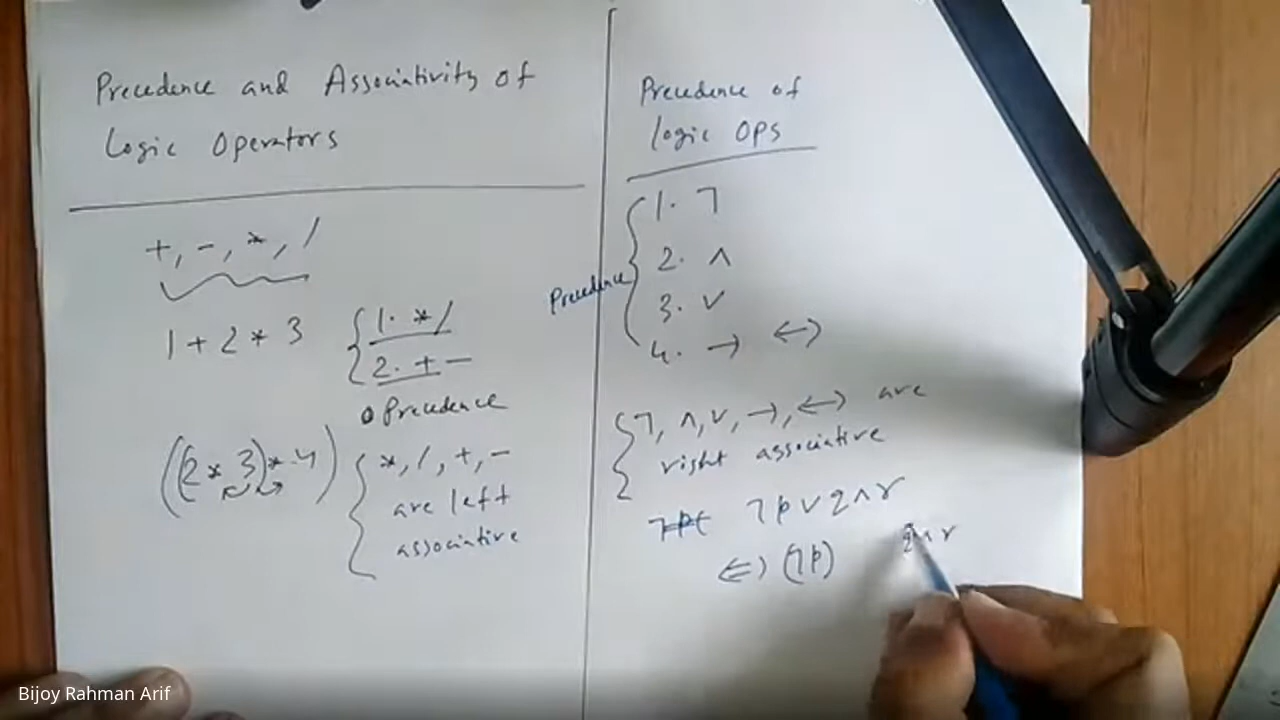 Precedence and Associativity of
Logic Operators
+, -, *, /
1 + 2 * 3
{ 1. * /
2. + -
Precedence
((2 * 3) * 4)
{ *, /, +, -
are left
associative
Precedence of
logic OPS
{ 1. ¬
2. ∧
3. ∨
4. → ↔
Precedence
{ ¬, ∧, ∨, →, ↔ are
right associative
¬p ∨ q ∧ r
⇔ (¬p) q ∧ r
Bijoy Rahman Arif